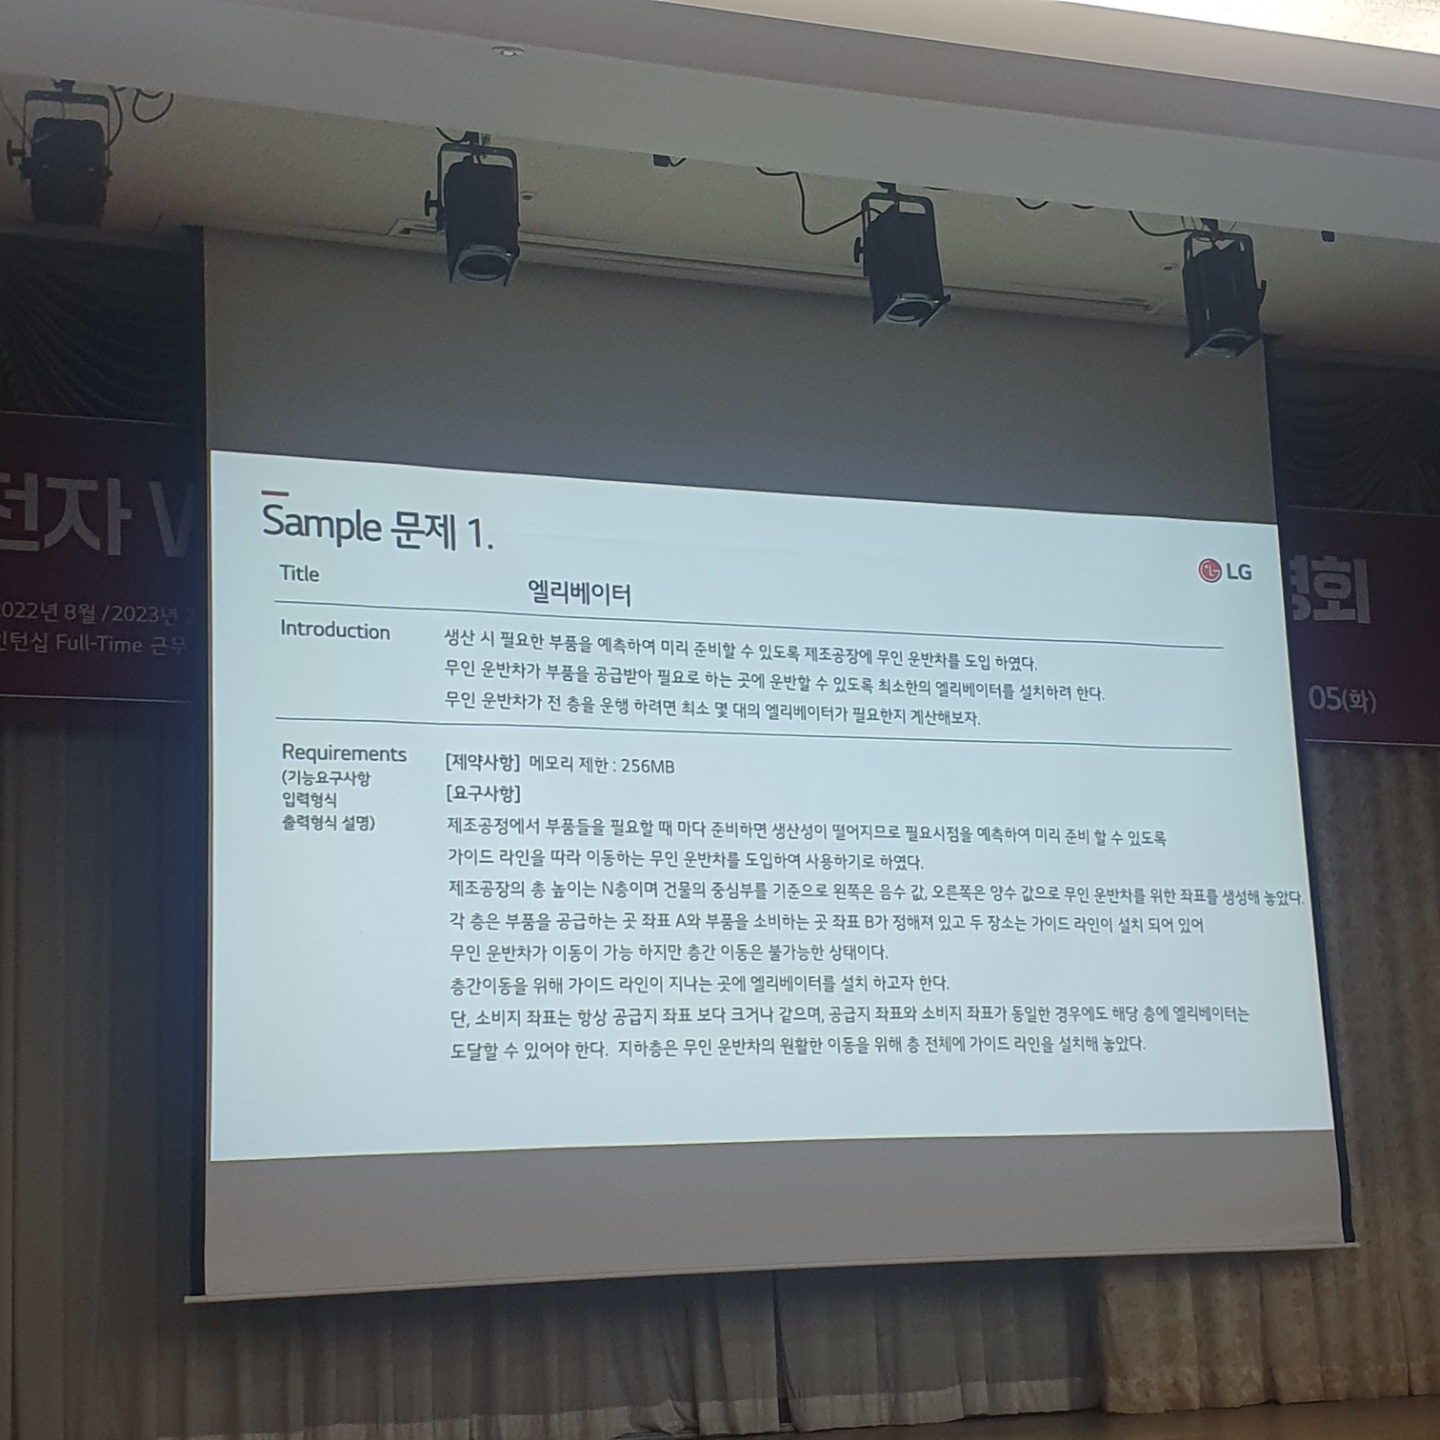 전자 W
2022년 8월 /2023년 2
인턴십 Full-Time 근무
Sample 문제 1.
LG
Title
엘리베이터
Introduction
생산 시 필요한 부품을 예측하여 미리 준비할 수 있도록 제조공장에 무인 운반차를 도입 하였다.
무인 운반차가 부품을 공급받아 필요로 하는 곳에 운반할 수 있도록 최소한의 엘리베이터를 설치하려 한다.
무인 운반차가 전 층을 운행 하려면 최소 몇 대의 엘리베이터가 필요한지 계산해보자.
Requirements
(기능요구사항
입력형식
출력형식 설명)
[제약사항] 메모리 제한 : 256MB
[요구사항]
제조공정에서 부품들을 필요할 때 마다 준비하면 생산성이 떨어지므로 필요시점을 예측하여 미리 준비 할 수 있도록
가이드 라인을 따라 이동하는 무인 운반차를 도입하여 사용하기로 하였다.
제조공장의 총 높이는 N층이며 건물의 중심부를 기준으로 왼쪽은 음수 값, 오른쪽은 양수 값으로 무인 운반차를 위한 좌표를 생성해 놓았다.
각 층은 부품을 공급하는 곳 좌표 A와 부품을 소비하는 곳 좌표 B가 정해져 있고 두 장소는 가이드 라인이 설치 되어 있어
무인 운반차가 이동이 가능 하지만 층간 이동은 불가능한 상태이다.
층간이동을 위해 가이드 라인이 지나는 곳에 엘리베이터를 설치 하고자 한다.
단, 소비지 좌표는 항상 공급지 좌표 보다 크거나 같으며, 공급지 좌표와 소비지 좌표가 동일한 경우에도 해당 층에 엘리베이터는
도달할 수 있어야 한다. 지하층은 무인 운반차의 원활한 이동을 위해 층 전체에 가이드 라인을 설치해 놓았다.
명회
05(화)